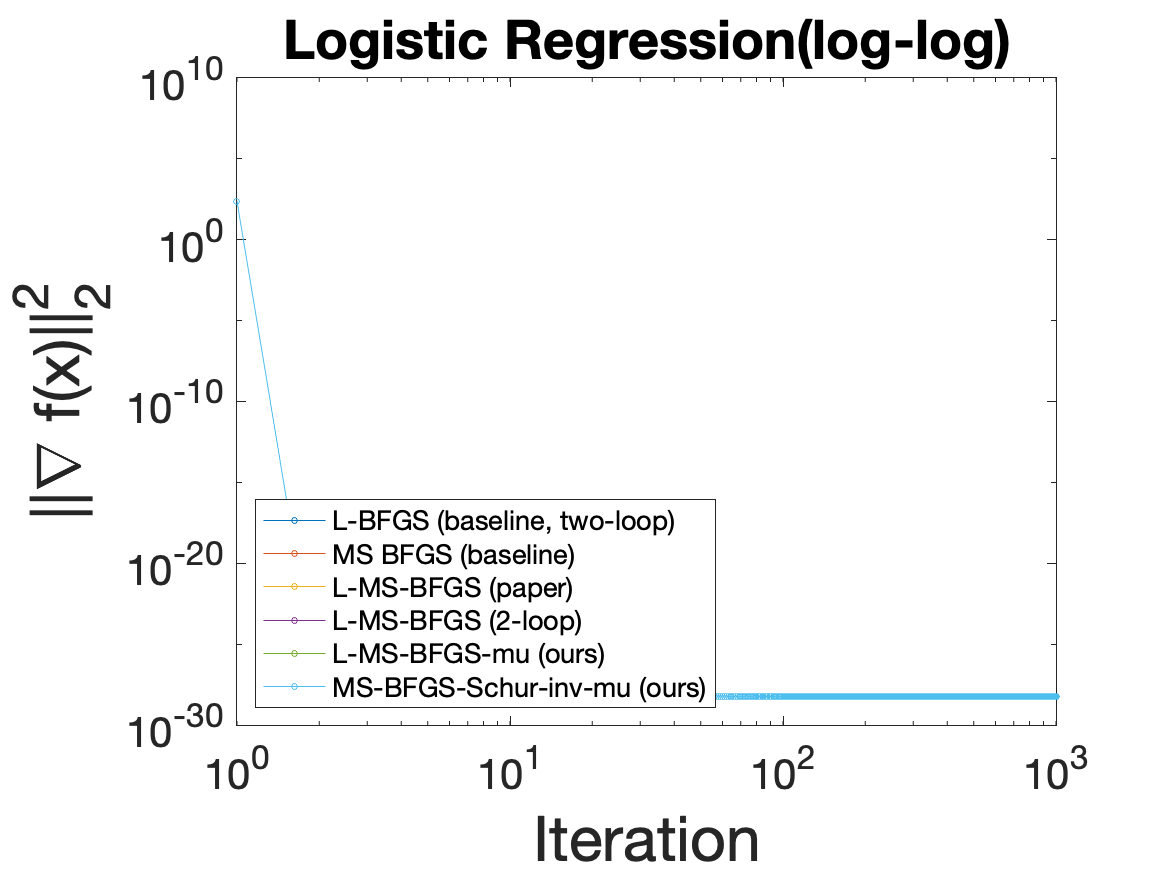 Logistic Regression(log-log)
10^10
10^0
10^-10
10^-20
10^-30
||∇ f(x)||_2^2
L-BFGS (baseline, two-loop)
MS BFGS (baseline)
L-MS-BFGS (paper)
L-MS-BFGS (2-loop)
L-MS-BFGS-mu (ours)
MS-BFGS-Schur-inv-mu (ours)
10^0 10^1 10^2 10^3
Iteration